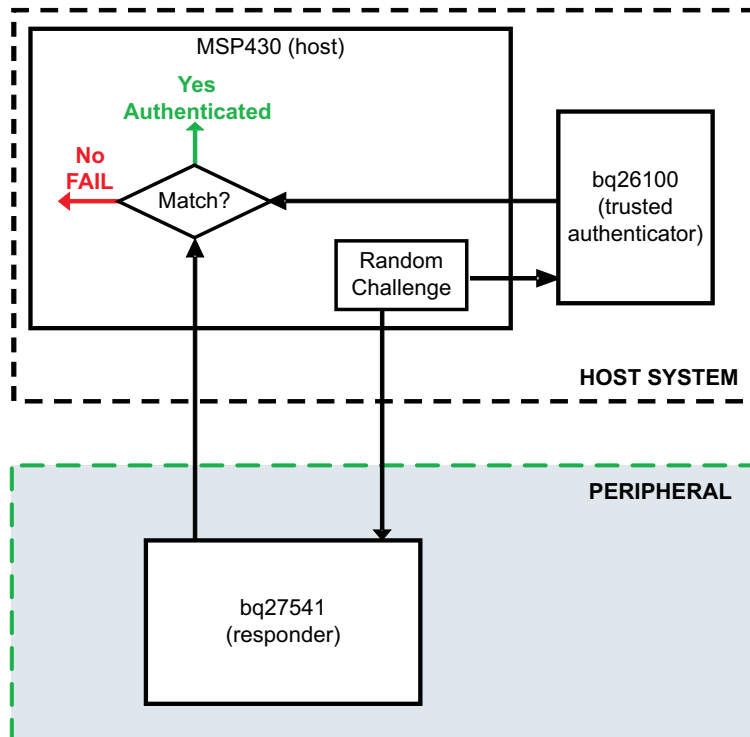 MSP430 (host)
Yes
Authenticated
No
FAIL
Match?
bq26100
(trusted
authenticator)
Random
Challenge
HOST SYSTEM
PERIPHERAL
bq27541
(responder)